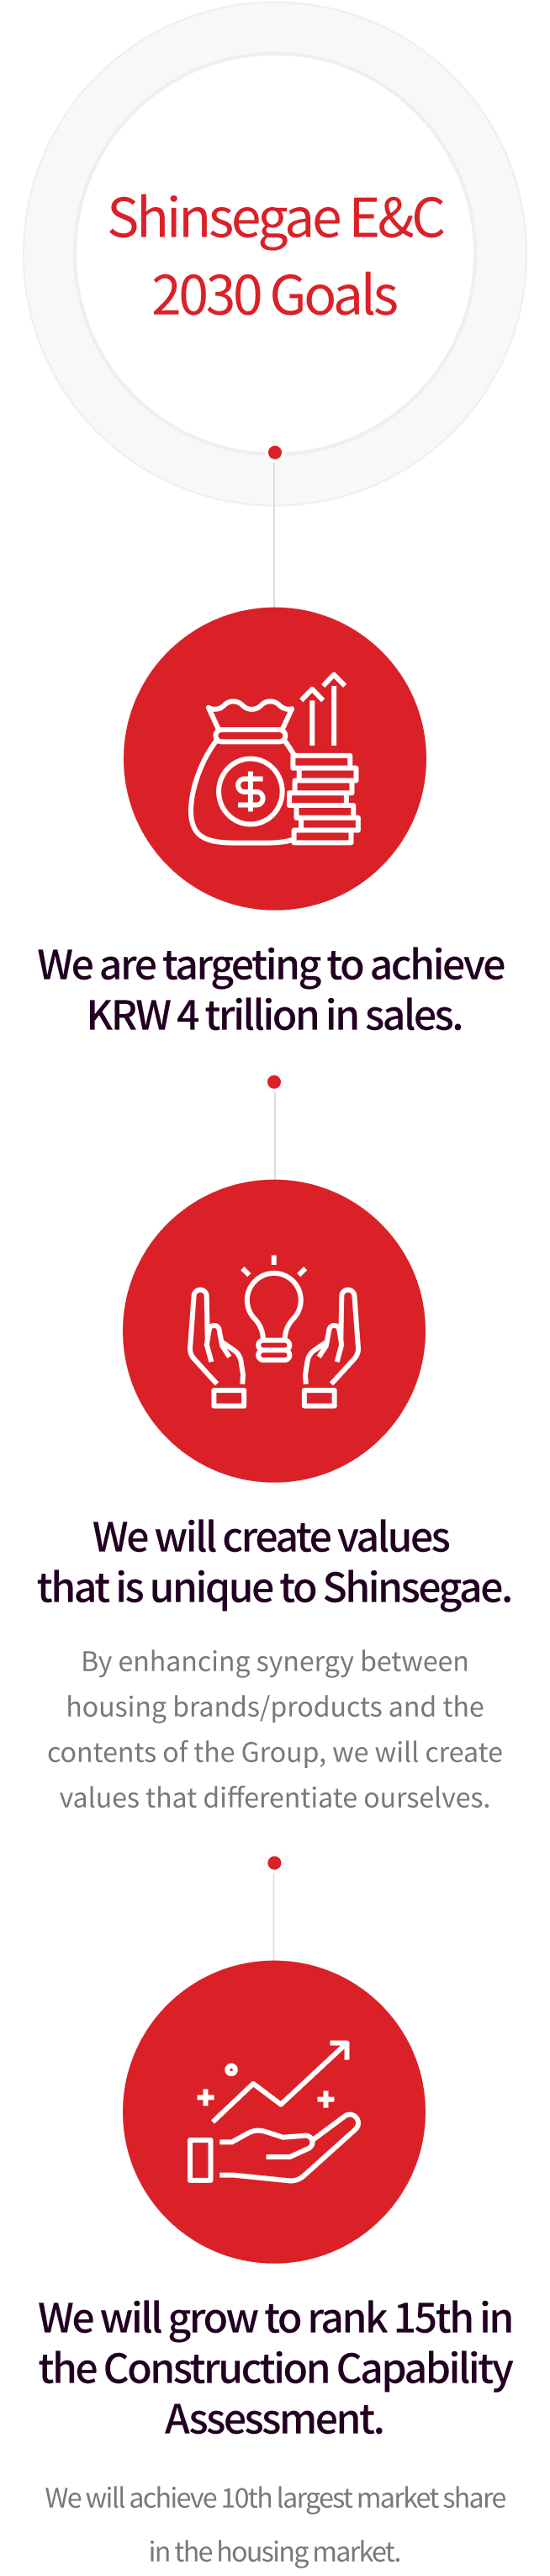 Shinsegae E&C
2030 Goals
$
We are targeting to achieve
KRW 4 trillion in sales.
We will create values
that is unique to Shinsegae.
By enhancing synergy between
housing brands/products and the
contents of the Group, we will create
values that differentiate ourselves.
We will grow to rank 15th in
the Construction Capability
Assessment.
We will achieve 10th largest market share
in the housing market.